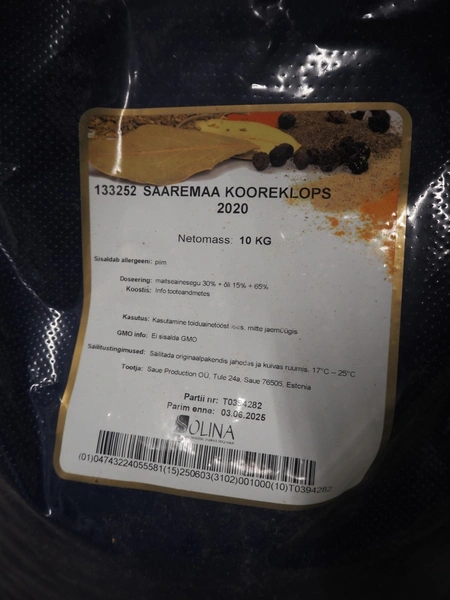 133252 SAAREMAA KOOREKLOPS
2020
Netomass: 10 KG
Sisaldab allergeeni: piim
Doseering: maitseainesegu 30% + õli 15% + 65%
Koostis: Info tooteandmetes
Kasutus: Kasutamine toiduainetööstuses, mitte jaemüügis
GMO info: Ei sisalda GMO
Säilitustingimused: Säilitada originaalpakendis jahedas ja kuivas ruumis. 17°C – 25°C
Tootja: Saue Production OÜ, Tule 24a, Saue 76505, Estonia
Partii nr: T0394282
Parim enne: 03.06.2025
SOLINA
(01)04743224055581(15)250603(3102)001000(10)T0394282